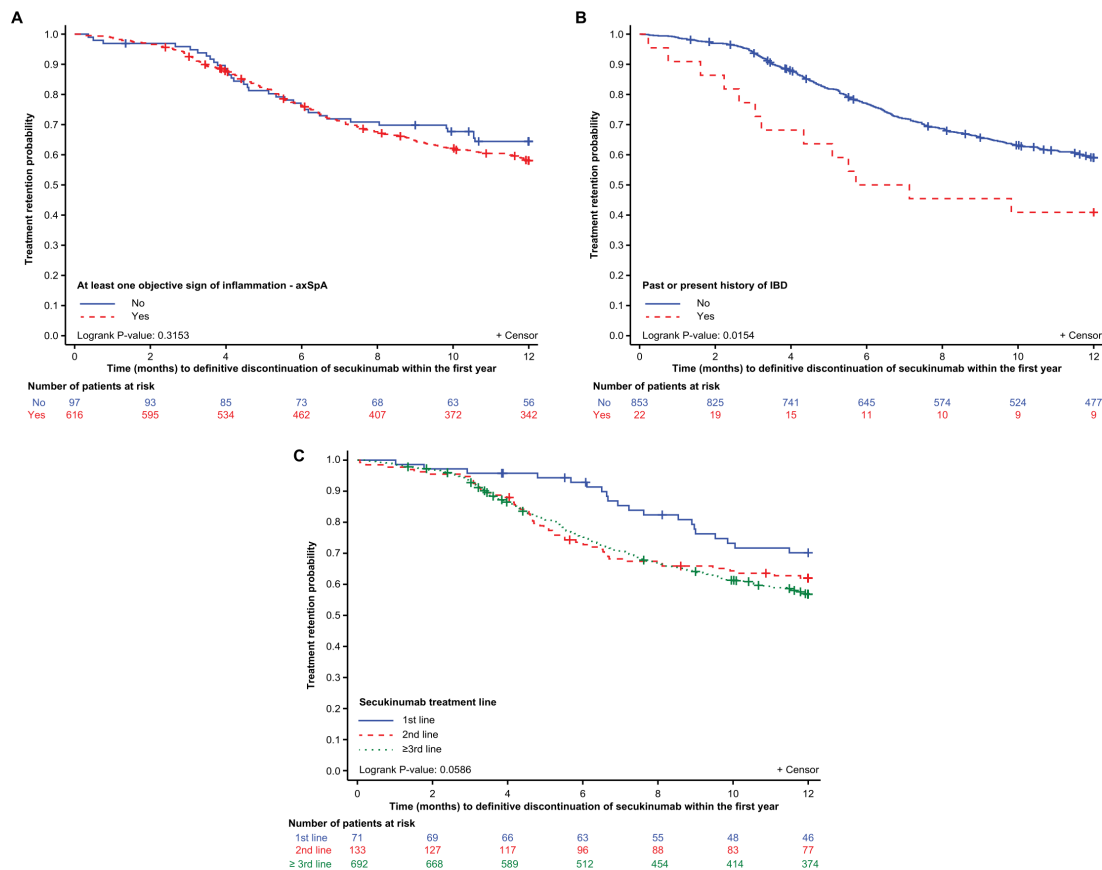 A
Treatment retention probability
1.0
0.9
0.8
0.7
0.6
0.5
0.4
0.3
0.2
0.1
0.0
At least one objective sign of inflammation - axSpA
No
Yes
Logrank P-value: 0.3153
+ Censor
0 2 4 6 8 10 12
Time (months) to definitive discontinuation of secukinumab within the first year
Number of patients at risk
No 97 93 85 73 68 63 56
Yes 616 595 534 462 407 372 342
B
Treatment retention probability
1.0
0.9
0.8
0.7
0.6
0.5
0.4
0.3
0.2
0.1
0.0
Past or present history of IBD
No
Yes
Logrank P-value: 0.0154
+ Censor
0 2 4 6 8 10 12
Time (months) to definitive discontinuation of secukinumab within the first year
Number of patients at risk
No 853 825 741 645 574 524 477
Yes 22 19 15 11 10 9 9
C
Treatment retention probability
1.0
0.9
0.8
0.7
0.6
0.5
0.4
0.3
0.2
0.1
0.0
Secukinumab treatment line
1st line
2nd line
≥3rd line
Logrank P-value: 0.0586
+ Censor
0 2 4 6 8 10 12
Time (months) to definitive discontinuation of secukinumab within the first year
Number of patients at risk
1st line 71 69 66 63 55 48 46
2nd line 133 127 117 96 88 83 77
≥ 3rd line 692 668 589 512 454 414 374